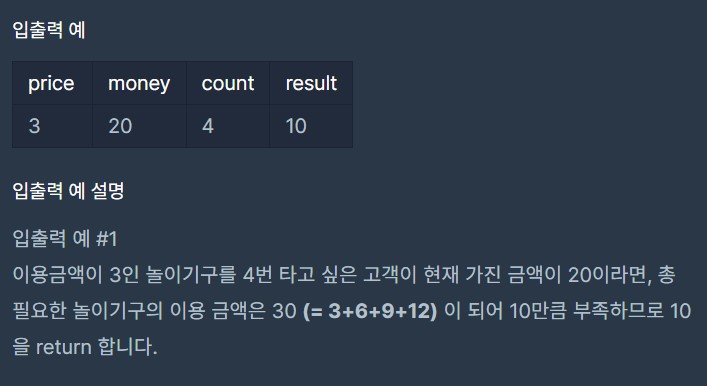 입출력 예
price money count result
3 20 4 10
입출력 예 설명
입출력 예 #1
이용금액이 3인 놀이기구를 4번 타고 싶은 고객이 현재 가진 금액이 20이라면, 총
필요한 놀이기구의 이용 금액은 30 (= 3+6+9+12) 이 되어 10만큼 부족하므로 10
을 return 합니다.